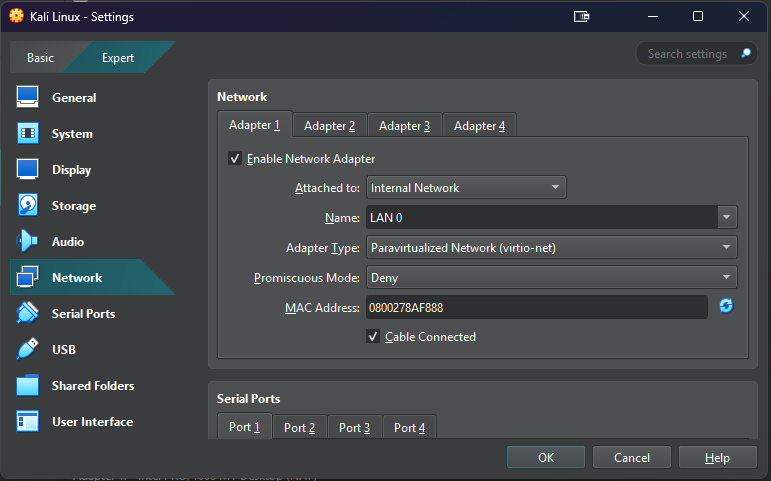 Kali Linux - Settings
Basic
Expert
Search settings
General
System
Display
Storage
Audio
Network
Serial Ports
USB
Shared Folders
User Interface
Network
Adapter 1
Adapter 2
Adapter 3
Adapter 4
Enable Network Adapter
Attached to: Internal Network
Name: LAN 0
Adapter Type: Paravirtualized Network (virtio-net)
Promiscuous Mode: Deny
MAC Address: 0800278AF888
Cable Connected
Serial Ports
Port 1
Port 2
Port 3
Port 4
OK
Cancel
Help